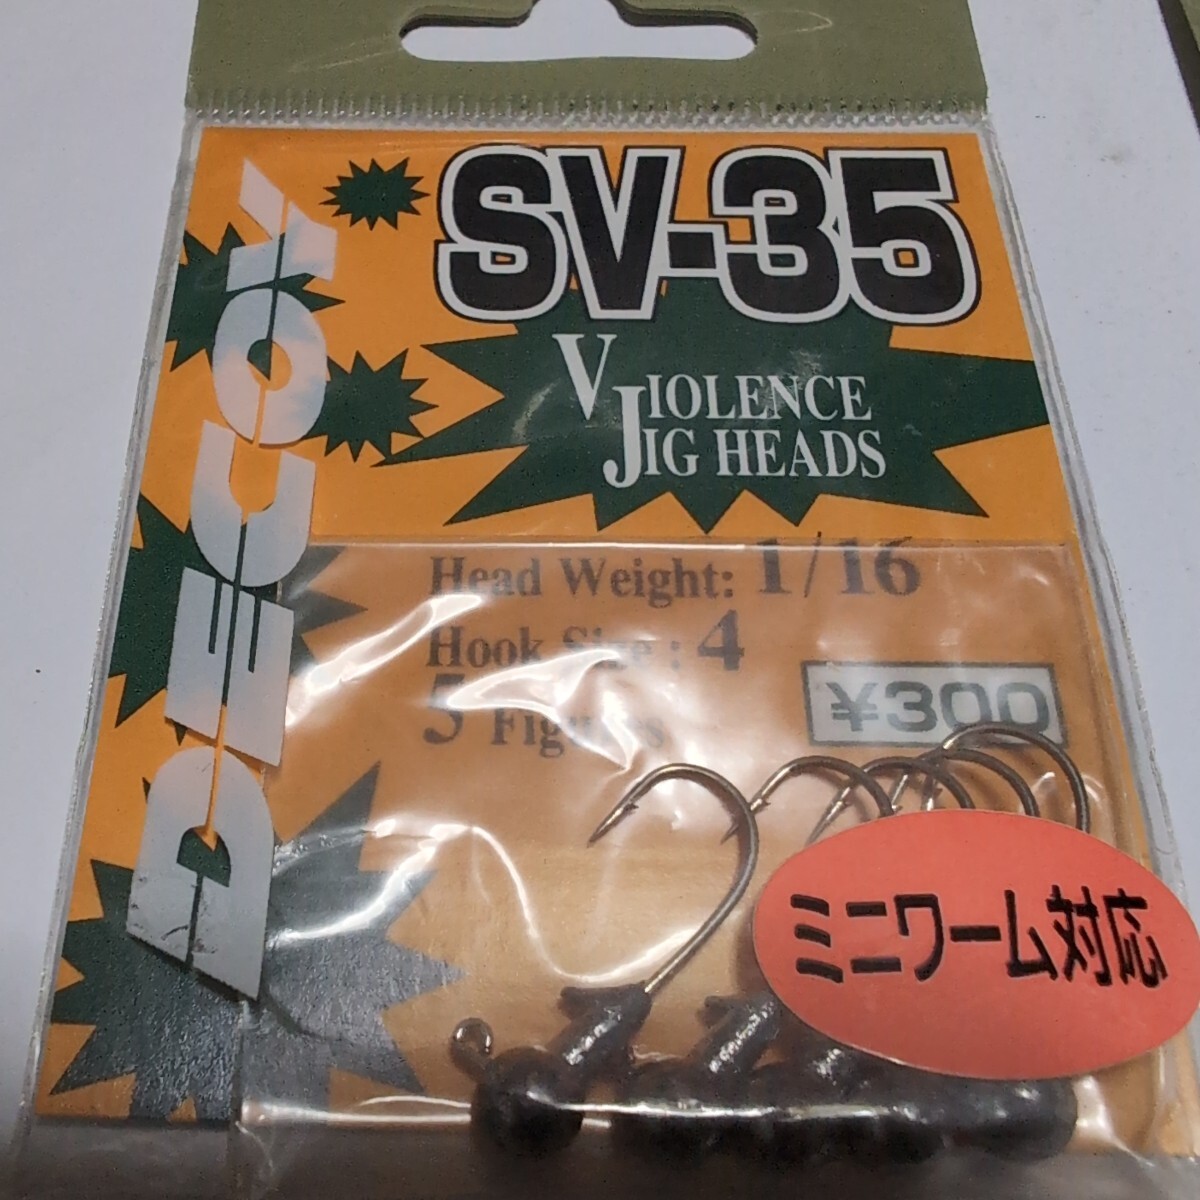 SV-35
VIOLENCE
JIG HEADS
DECOY
Head Weight: 1/16
Hook Size : 4
5 Figures
¥300
ミニワーム対応